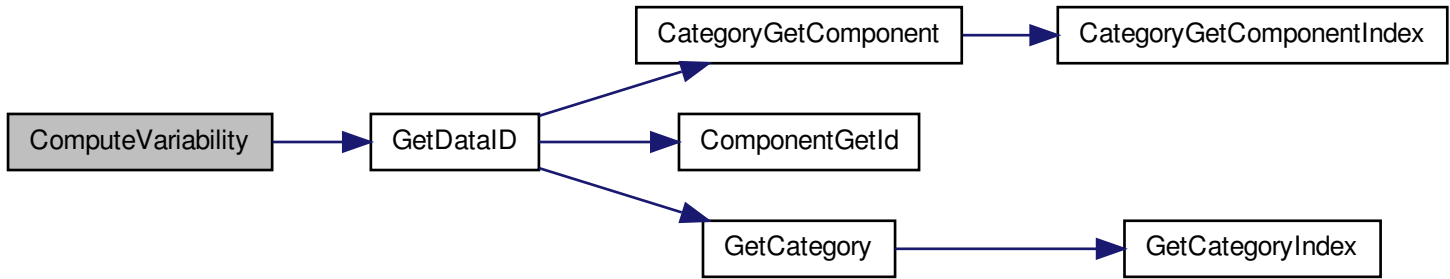 CategoryGetComponent
CategoryGetComponentIndex
ComputeVariability
GetDataID
ComponentGetId
GetCategory
GetCategoryIndex